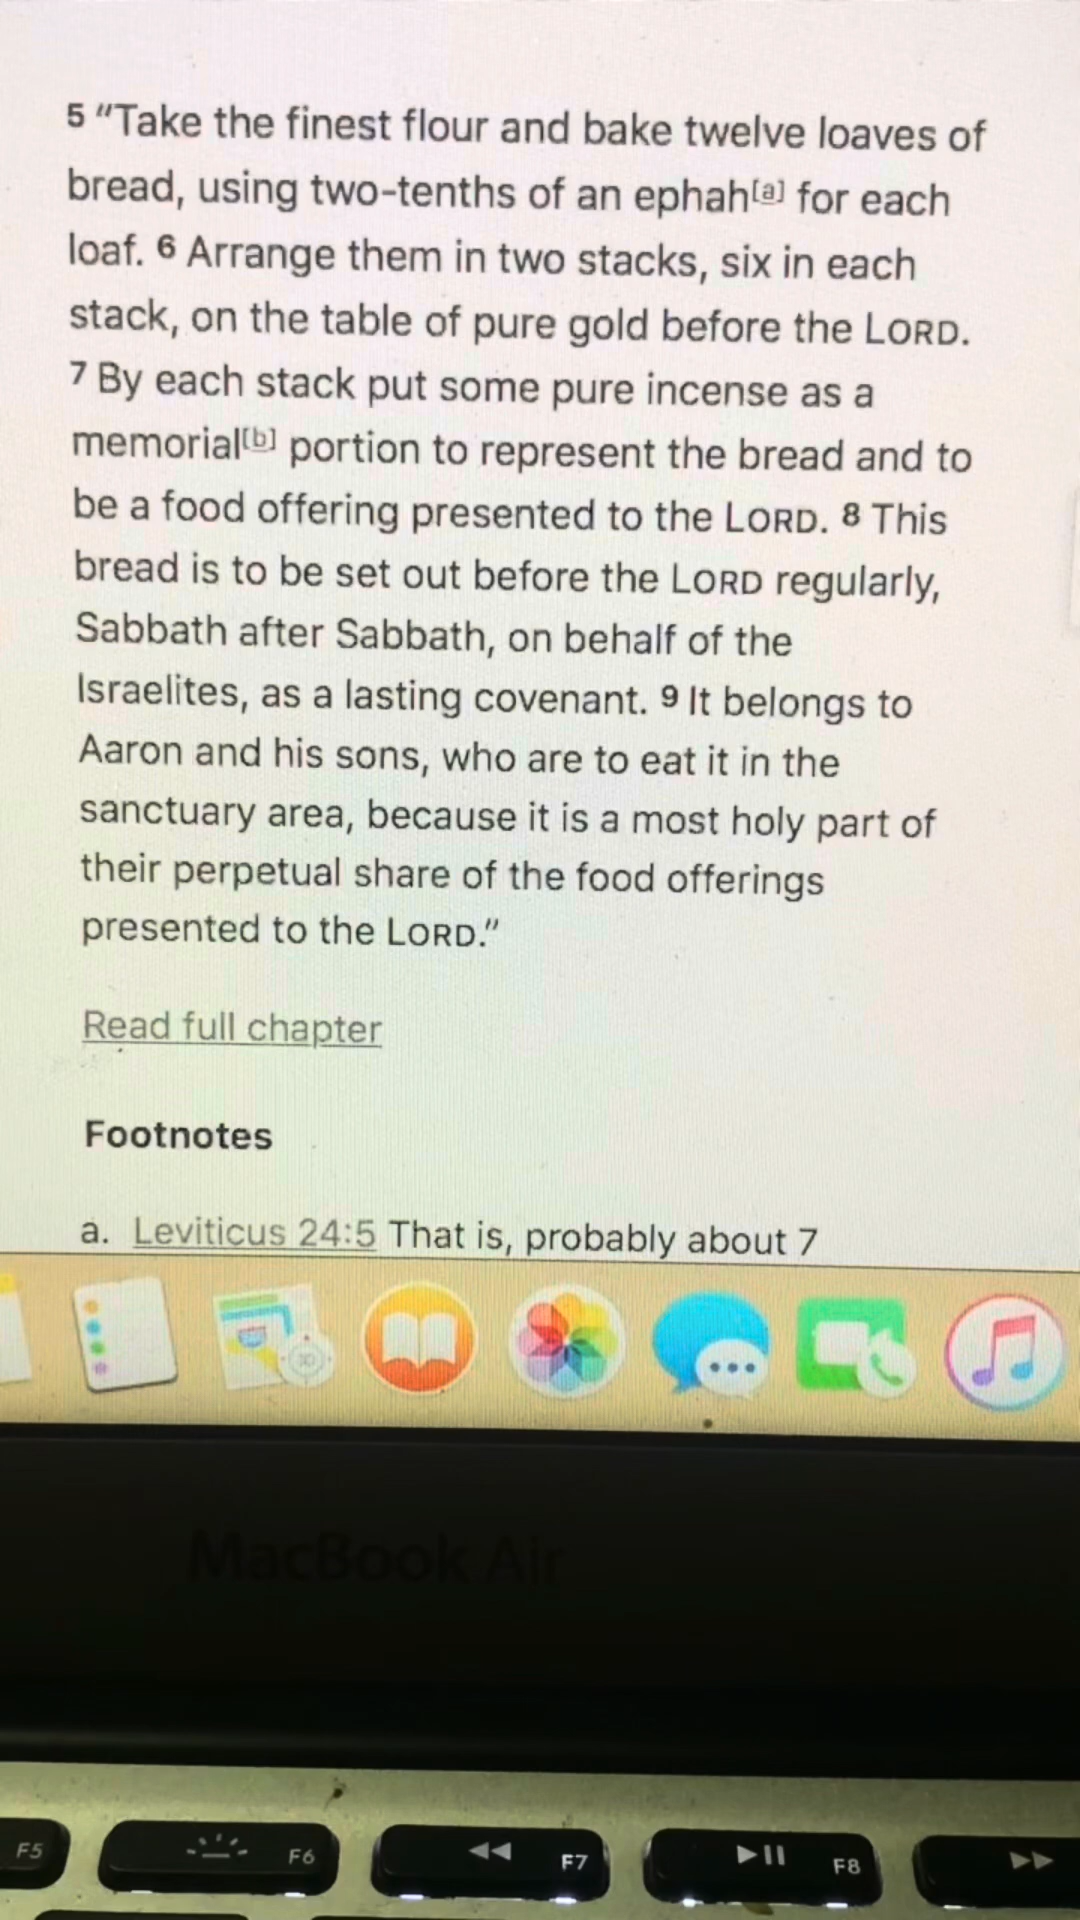 5 "Take the finest flour and bake twelve loaves of
bread, using two-tenths of an ephah[a] for each
loaf. 6 Arrange them in two stacks, six in each
stack, on the table of pure gold before the LORD.
7 By each stack put some pure incense as a
memorial[b] portion to represent the bread and to
be a food offering presented to the LORD. 8 This
bread is to be set out before the LORD regularly,
Sabbath after Sabbath, on behalf of the
Israelites, as a lasting covenant. 9 It belongs to
Aaron and his sons, who are to eat it in the
sanctuary area, because it is a most holy part of
their perpetual share of the food offerings
presented to the LORD."
Read full chapter
Footnotes
a. Leviticus 24:5 That is, probably about 7
3D
MacBook Air
F5 F6 F7 F8